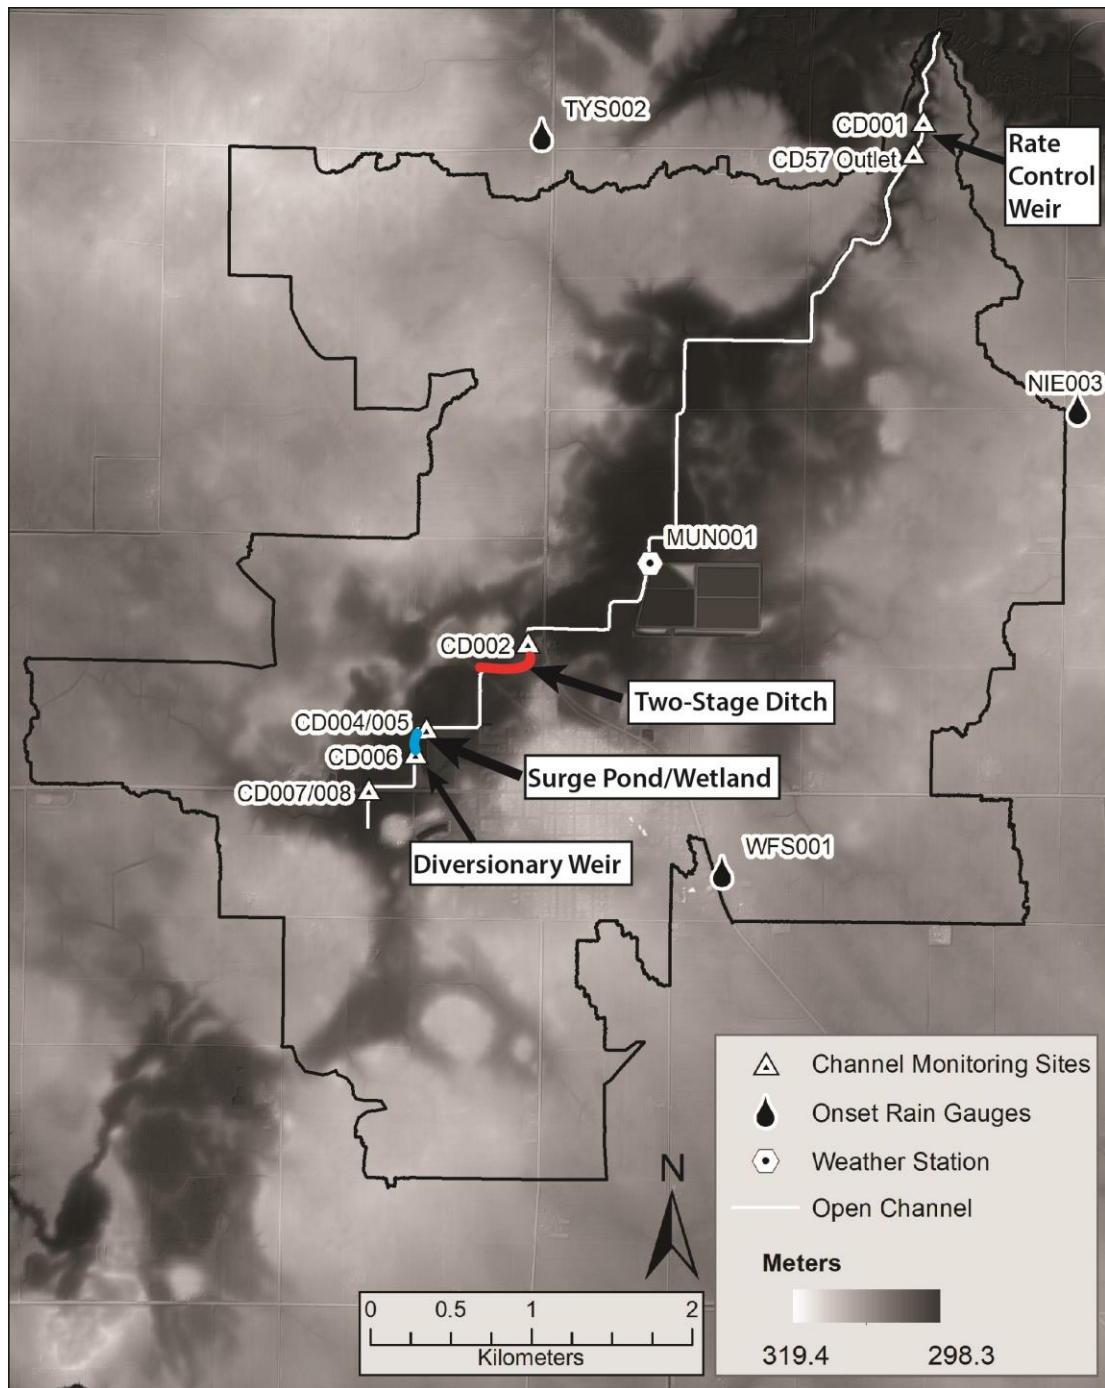 TYS002
CD001
CD57 Outlet
Rate
Control
Weir
NIE003
MUN001
CD002
Two-Stage Ditch
CD004/005
CD006
Surge Pond/Wetland
CD007/008
Diversionary Weir
WFS001
Channel Monitoring Sites
Onset Rain Gauges
Weather Station
Open Channel
N
Meters
319.4 298.3
0 0.5 1 2
Kilometers